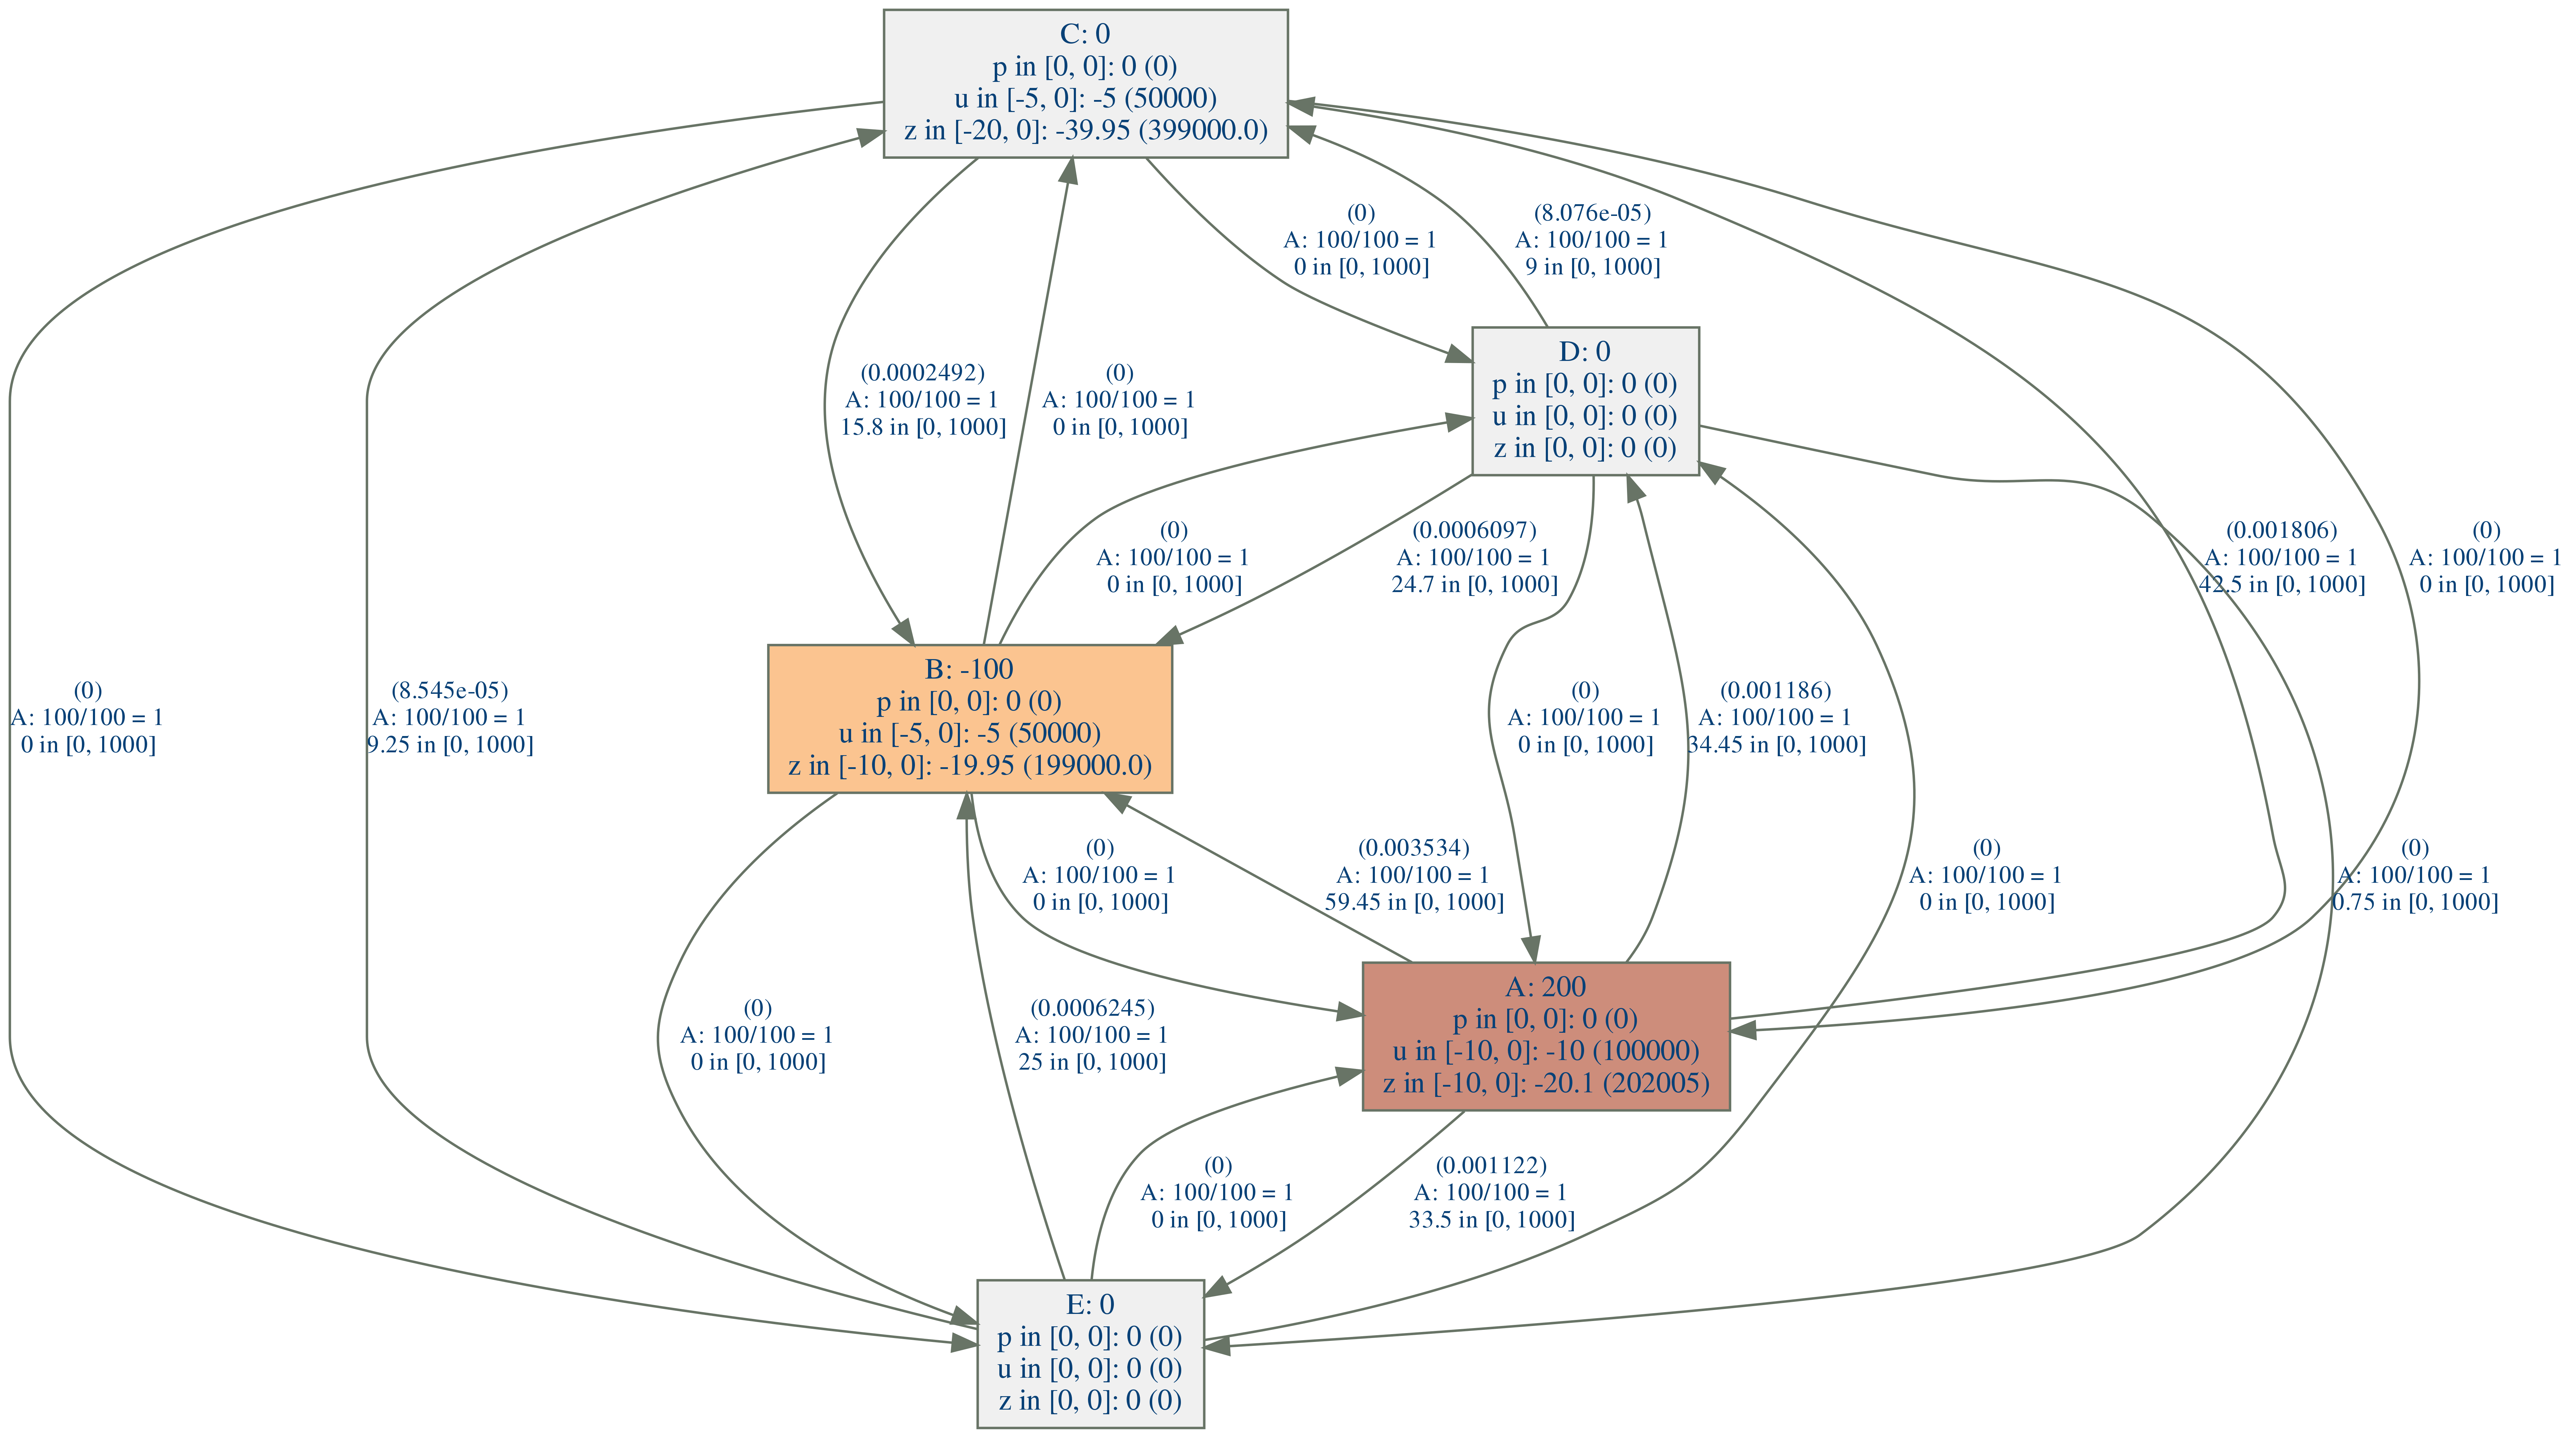 C: 0
p in [0, 0]: 0 (0)
u in [-5, 0]: -5 (50000)
z in [-20, 0]: -39.95 (399000.0)
(0)
A: 100/100 = 1
0 in [0, 1000]
(8.076e-05)
A: 100/100 = 1
9 in [0, 1000]
D: 0
p in [0, 0]: 0 (0)
u in [0, 0]: 0 (0)
z in [0, 0]: 0 (0)
(0.0002492)
A: 100/100 = 1
15.8 in [0, 1000]
(0)
A: 100/100 = 1
0 in [0, 1000]
(0)
A: 100/100 = 1
0 in [0, 1000]
(0.0006097)
A: 100/100 = 1
24.7 in [0, 1000]
(0.001806)
A: 100/100 = 1
42.5 in [0, 1000]
(0)
A: 100/100 = 1
0 in [0, 1000]
(0)
A: 100/100 = 1
0 in [0, 1000]
(8.545e-05)
A: 100/100 = 1
9.25 in [0, 1000]
B: -100
p in [0, 0]: 0 (0)
u in [-5, 0]: -5 (50000)
z in [-10, 0]: -19.95 (199000.0)
(0)
A: 100/100 = 1
0 in [0, 1000]
(0.001186)
A: 100/100 = 1
34.45 in [0, 1000]
(0)
A: 100/100 = 1
0 in [0, 1000]
(0.003534)
A: 100/100 = 1
59.45 in [0, 1000]
(0)
A: 100/100 = 1
0 in [0, 1000]
(0)
A: 100/100 = 1
0.75 in [0, 1000]
(0)
A: 100/100 = 1
0 in [0, 1000]
(0.0006245)
A: 100/100 = 1
25 in [0, 1000]
A: 200
p in [0, 0]: 0 (0)
u in [-10, 0]: -10 (100000)
z in [-10, 0]: -20.1 (202005)
(0)
A: 100/100 = 1
0 in [0, 1000]
(0.001122)
A: 100/100 = 1
33.5 in [0, 1000]
E: 0
p in [0, 0]: 0 (0)
u in [0, 0]: 0 (0)
z in [0, 0]: 0 (0)